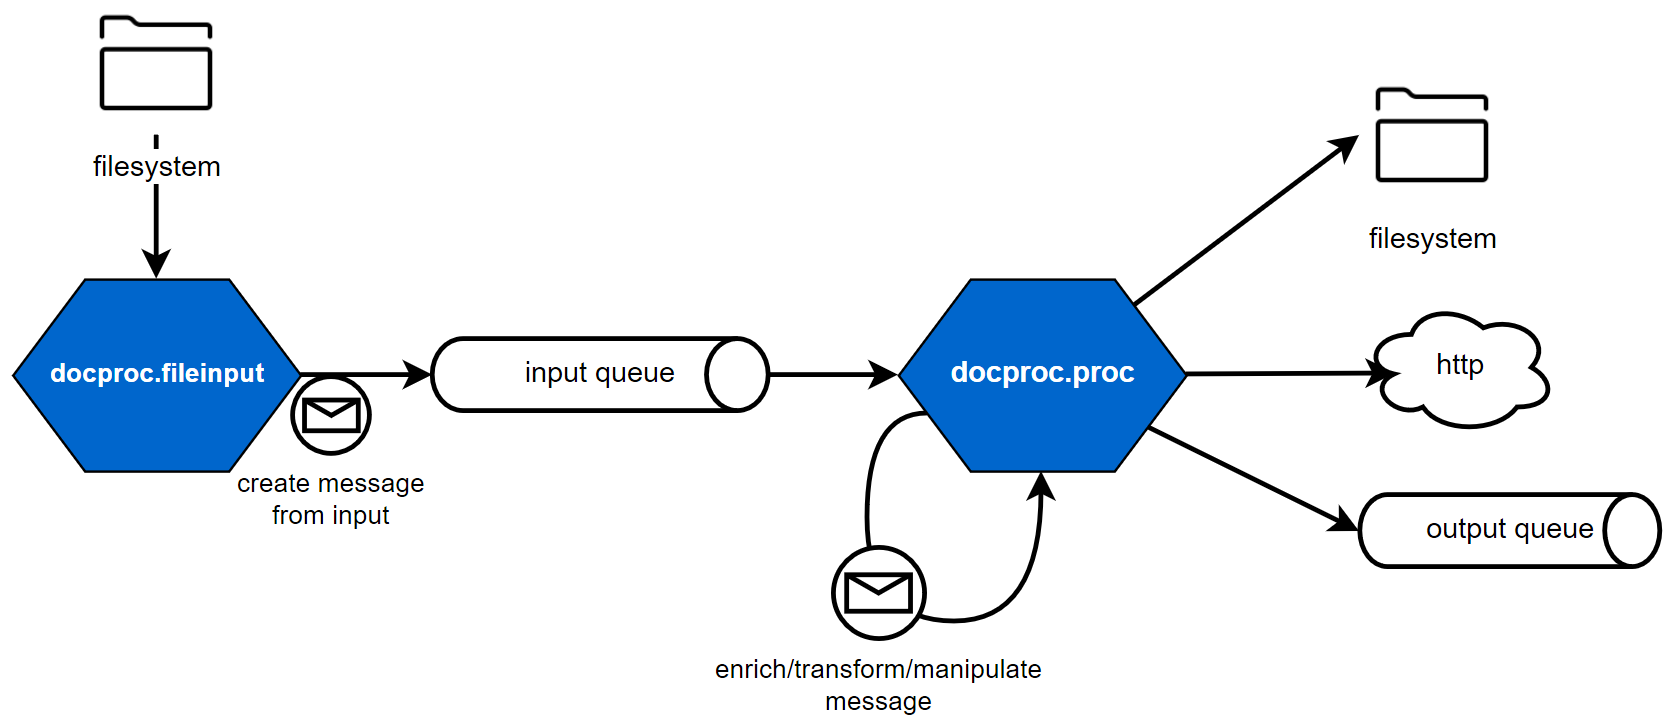 filesystem
docproc.fileinput
create message
from input
input queue
docproc.proc
enrich/transform/manipulate
message
filesystem
http
output queue